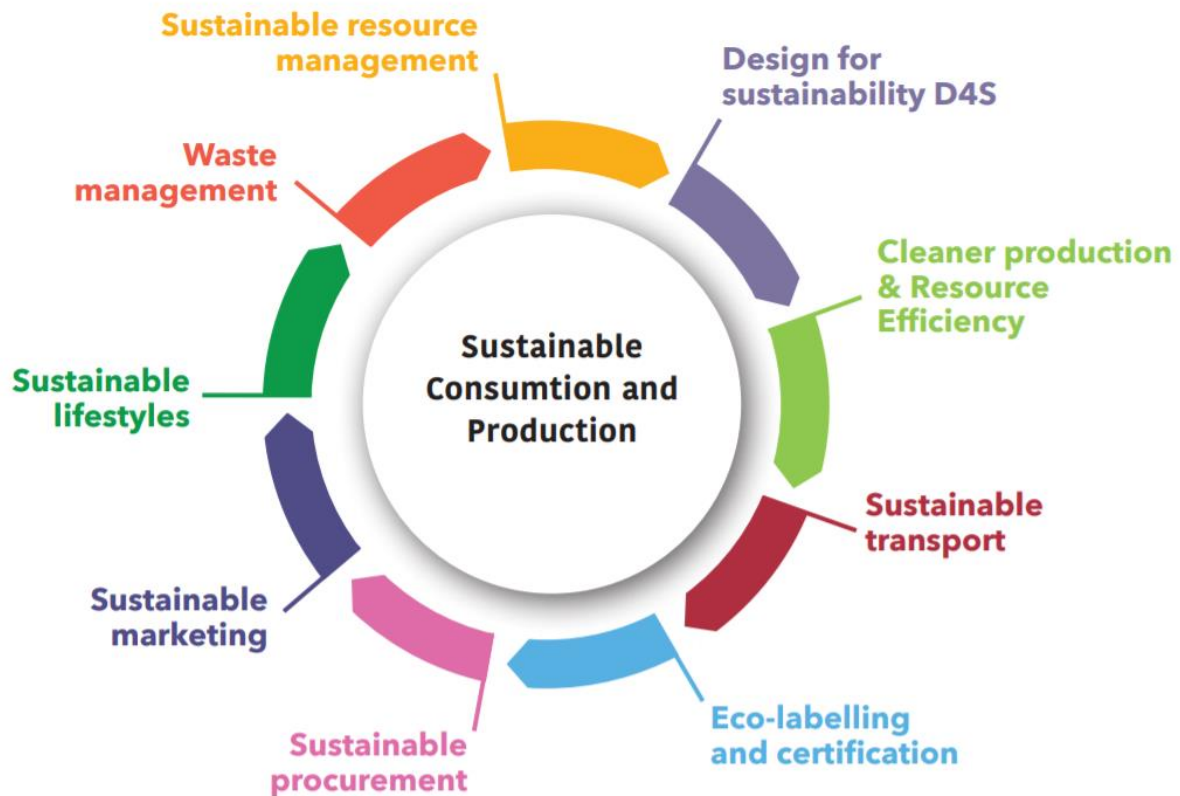 Sustainable resource
management
Design for
sustainability D4S
Cleaner production
& Resource
Efficiency
Sustainable
transport
Eco-labelling
and certification
Sustainable
procurement
Sustainable
marketing
Sustainable
lifestyles
Waste
management
Sustainable
Consumtion and
Production